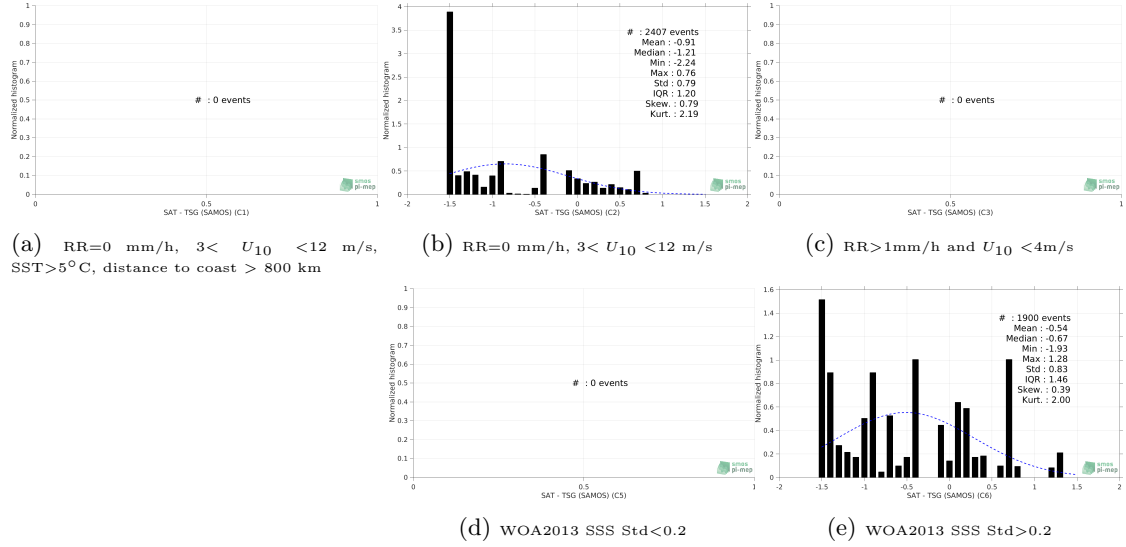 1
0.9
0.8
0.7
0.6
0.5
0.4
0.3
0.2
0.1
0
Normalized histogram
# : 0 events
smos
pi-mep
0 0.5 1
SAT - TSG (SAMOS) (C1)
(a) RR=0 mm/h, 3< U10 <12 m/s,
SST>5°C, distance to coast > 800 km
4
3.5
3
2.5
2
1.5
1
0.5
0
Normalized histogram
# : 2407 events
Mean : -0.91
Median : -1.21
Min : -2.24
Max : 0.76
Std : 0.79
IQR : 1.20
Skew. : 0.79
Kurt. : 2.19
smos
pi-mep
-2 -1.5 -1 -0.5 0 0.5 1 1.5 2
SAT - TSG (SAMOS) (C2)
(b) RR=0 mm/h, 3< U10 <12 m/s
1
0.9
0.8
0.7
0.6
0.5
0.4
0.3
0.2
0.1
0
Normalized histogram
# : 0 events
smos
pi-mep
0 0.5 1
SAT - TSG (SAMOS) (C3)
(c) RR>1mm/h and U10 <4m/s
1
0.9
0.8
0.7
0.6
0.5
0.4
0.3
0.2
0.1
0
Normalized histogram
# : 0 events
smos
pi-mep
0 0.5 1
SAT - TSG (SAMOS) (C5)
(d) WOA2013 SSS Std<0.2
1.6
1.4
1.2
1
0.8
0.6
0.4
0.2
0
Normalized histogram
# : 1900 events
Mean : -0.54
Median : -0.67
Min : -1.93
Max : 1.28
Std : 0.83
IQR : 1.46
Skew. : 0.39
Kurt. : 2.00
smos
pi-mep
-2 -1.5 -1 -0.5 0 0.5 1 1.5 2
SAT - TSG (SAMOS) (C6)
(e) WOA2013 SSS Std>0.2